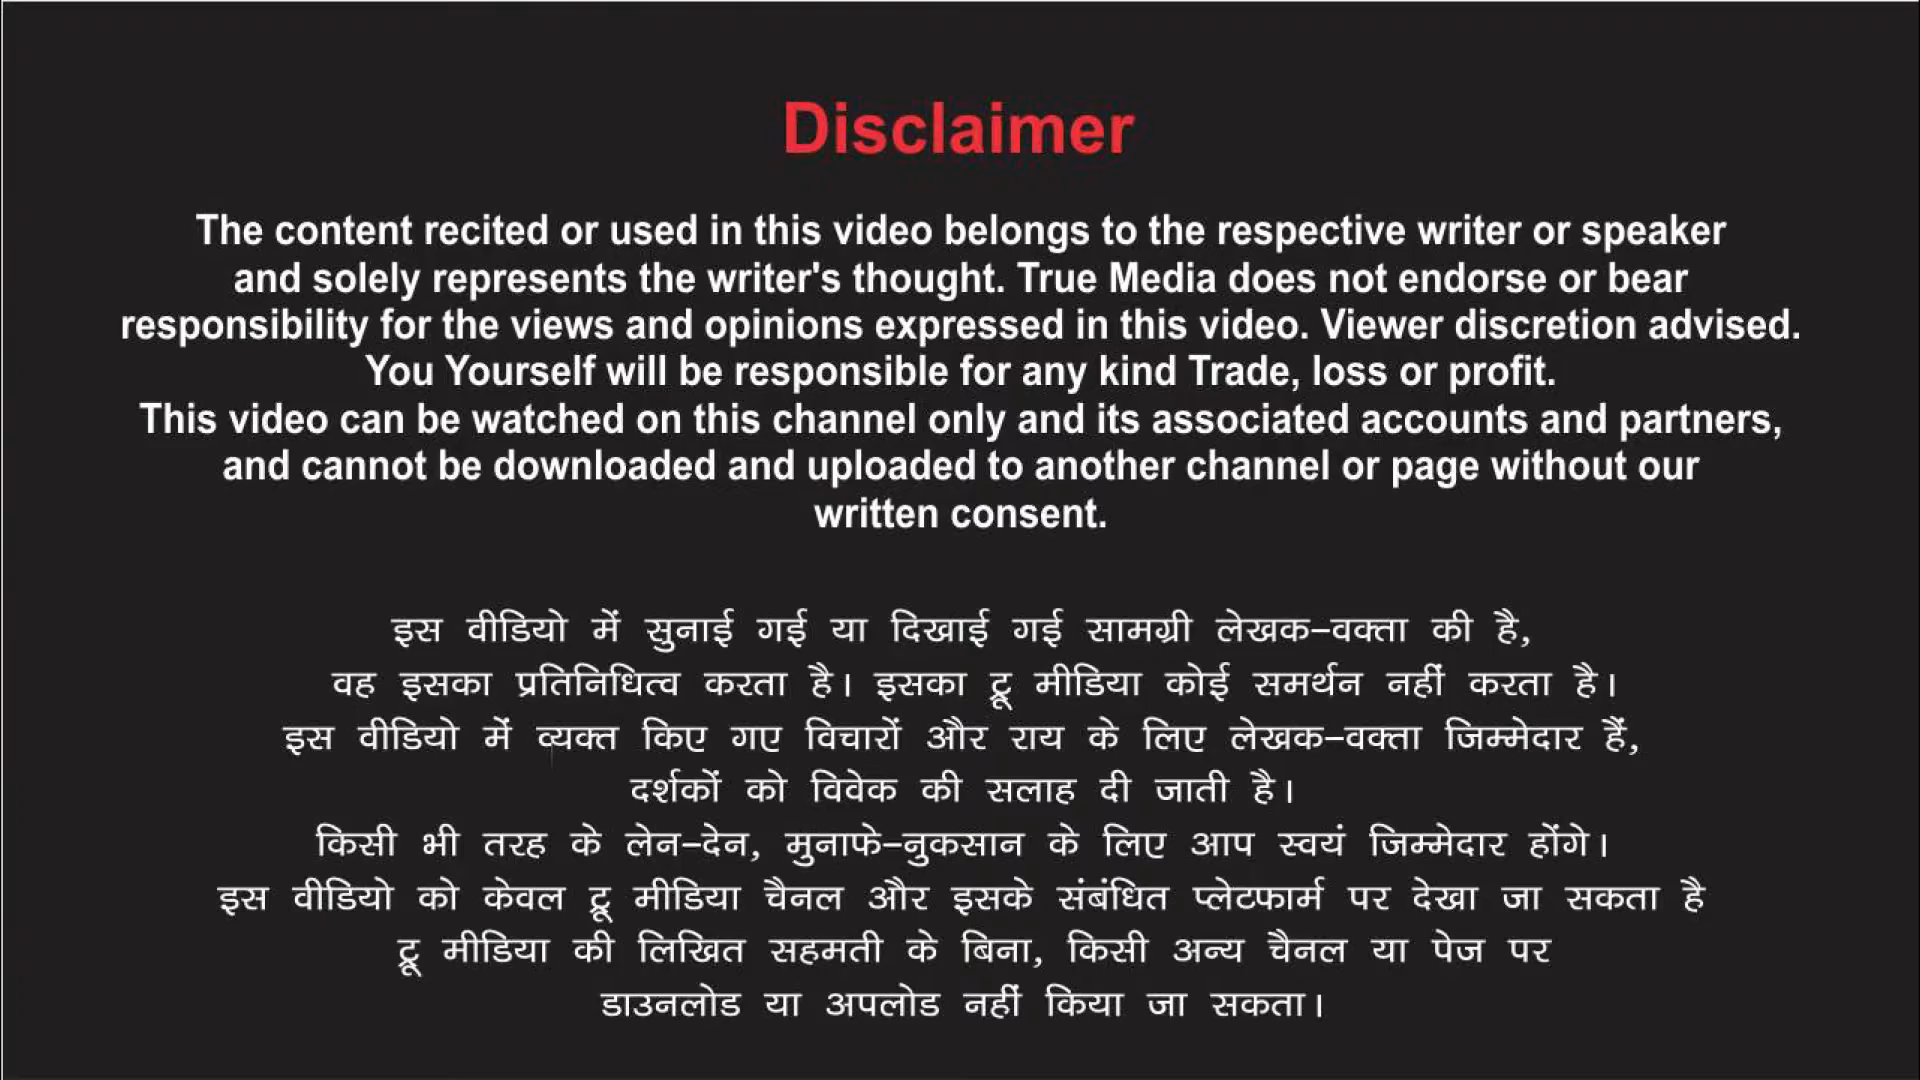 Disclaimer
The content recited or used in this video belongs to the respective writer or speaker
and solely represents the writer's thought. True Media does not endorse or bear
responsibility for the views and opinions expressed in this video. Viewer discretion advised.
You Yourself will be responsible for any kind Trade, loss or profit.
This video can be watched on this channel only and its associated accounts and partners,
and cannot be downloaded and uploaded to another channel or page without our
written consent.
इस वीडियो में सुनाई गई या दिखाई गई सामग्री लेखक–वक्ता की है,
वह इसका प्रतिनिधित्व करता है। इसका ट्रू मीडिया कोई समर्थन नहीं करता है।
इस वीडियो में व्यक्त किए गए विचारों और राय के लिए लेखक–वक्ता जिम्मेदार हैं,
दर्शकों को विवेक की सलाह दी जाती है।
किसी भी तरह के लेन–देन, मुनाफे–नुकसान के लिए आप स्वयं जिम्मेदार होंगे।
इस वीडियो को केवल ट्रू मीडिया चैनल और इसके संबंधित प्लेटफार्म पर देखा जा सकता है
ट्रू मीडिया की लिखित सहमती के बिना, किसी अन्य चैनल या पेज पर
डाउनलोड या अपलोड नहीं किया जा सकता।